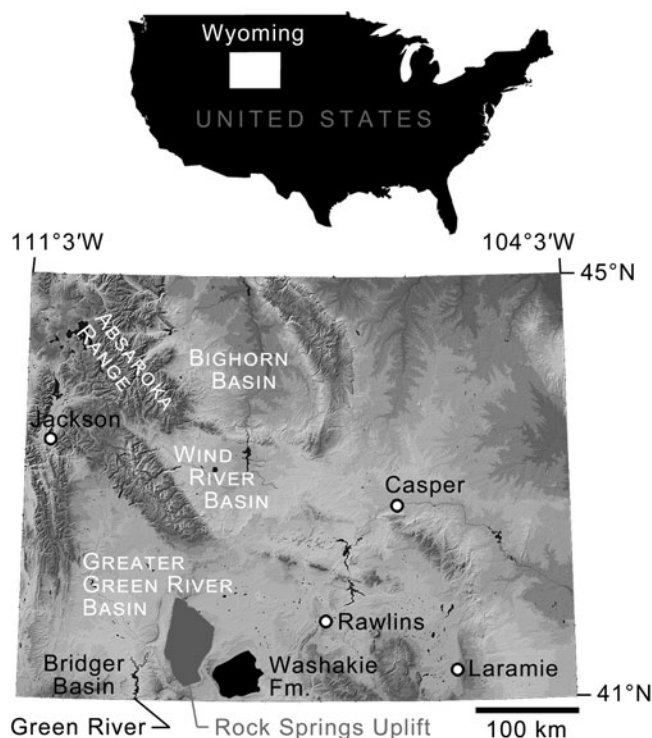 Wyoming
UNITED STATES
111°3′W
104°3′W
45°N
ABSAROKA
RANGE
BIGHORN
BASIN
Jackson
WIND
RIVER
BASIN
Casper
GREATER
GREEN RIVER
BASIN
Rawlins
Bridger
Basin
Washakie
Fm.
Laramie
41°N
Green River
Rock Springs Uplift
100 km